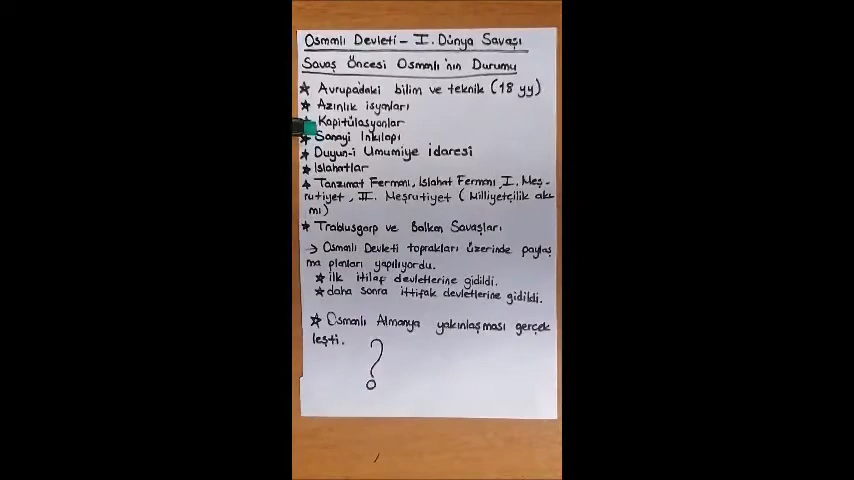 Osmanlı Devleti - I. Dünya Savaşı
Savaş Öncesi Osmanlı'nın Durumu
★ Avrupadaki bilim ve teknik (18 yy)
★ Azınlık isyanları
★ Kapitülasyonlar
★ Sanayi İnkılapı
★ Duyun-i Umumiye idaresi
★ Islahatlar
★ Tanzimat Fermanı, Islahat Fermanı, I. Meş-
rutiyet, II. Meşrutiyet (Milliyetçilik akı
mı)
★ Trablusgarp ve Balkan Savaşları
→ Osmanlı Devleti toprakları üzerinde paylaş
ma planları yapılıyordu.
★ ilk itilaf devletlerine gidildi.
★ daha sonra ittifak devletlerine gidildi.
★ Osmanlı Almanya yakınlaşması gerçek
leşti.
?